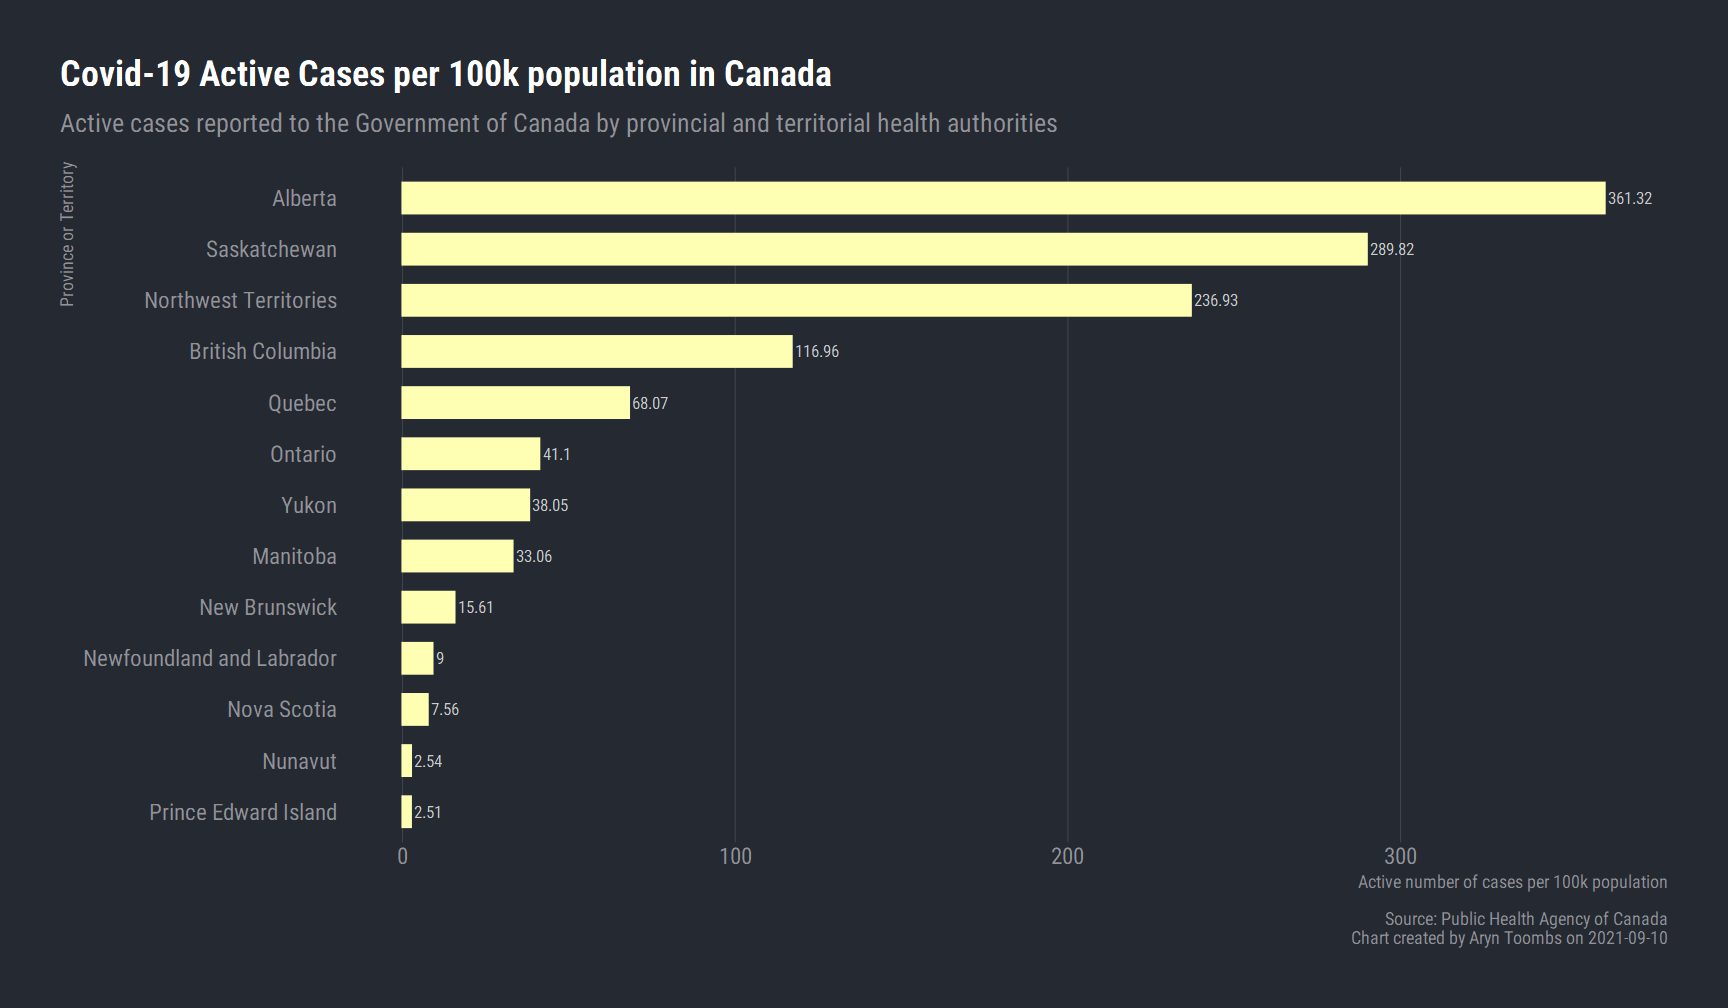 Covid-19 Active Cases per 100k population in Canada
Active cases reported to the Government of Canada by provincial and territorial health authorities
Province or Territory
Alberta 361.32
Saskatchewan 289.82
Northwest Territories 236.93
British Columbia 116.96
Quebec 68.07
Ontario 41.1
Yukon 38.05
Manitoba 33.06
New Brunswick 15.61
Newfoundland and Labrador 9
Nova Scotia 7.56
Nunavut 2.54
Prince Edward Island 2.51
0 100 200 300
Active number of cases per 100k population
Source: Public Health Agency of Canada
Chart created by Aryn Toombs on 2021-09-10